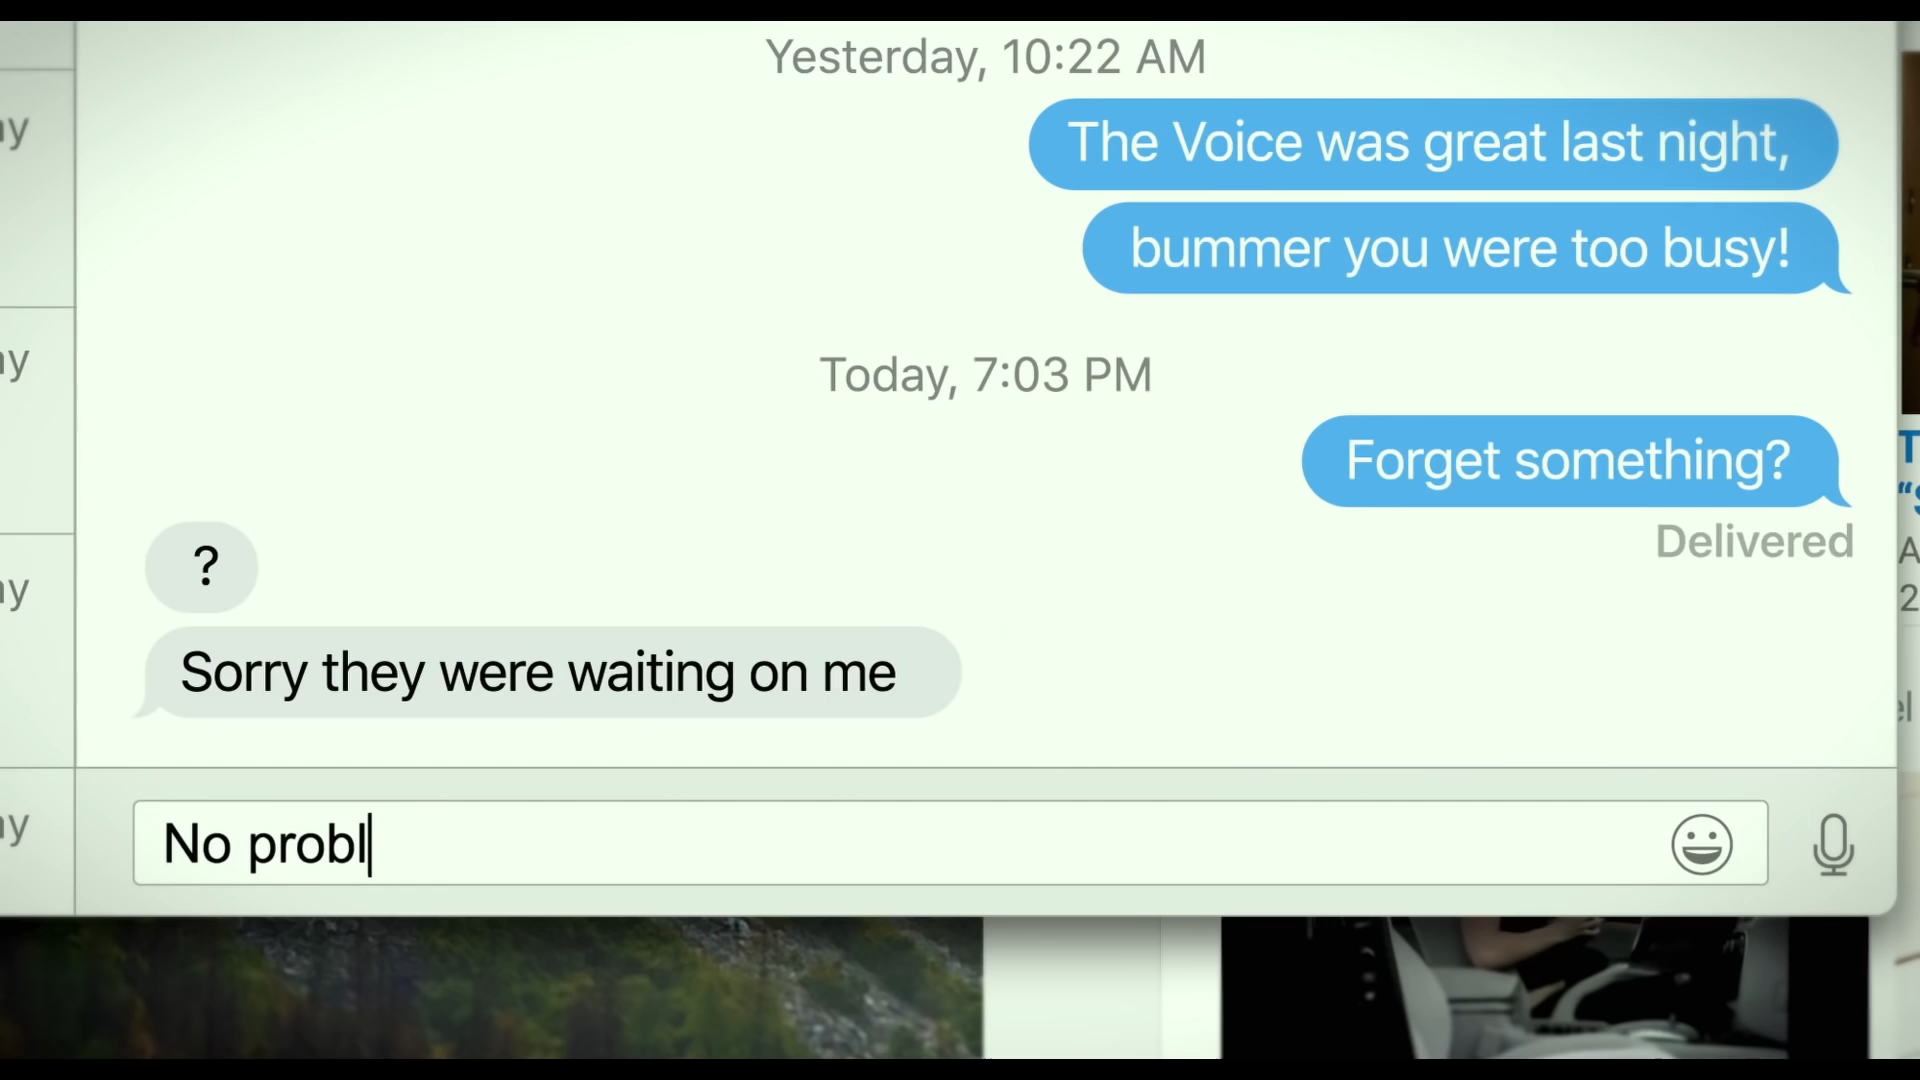 Yesterday, 10:22 AM
The Voice was great last night,
bummer you were too busy!
Today, 7:03 PM
Forget something?
Delivered
?
Sorry they were waiting on me
No probl